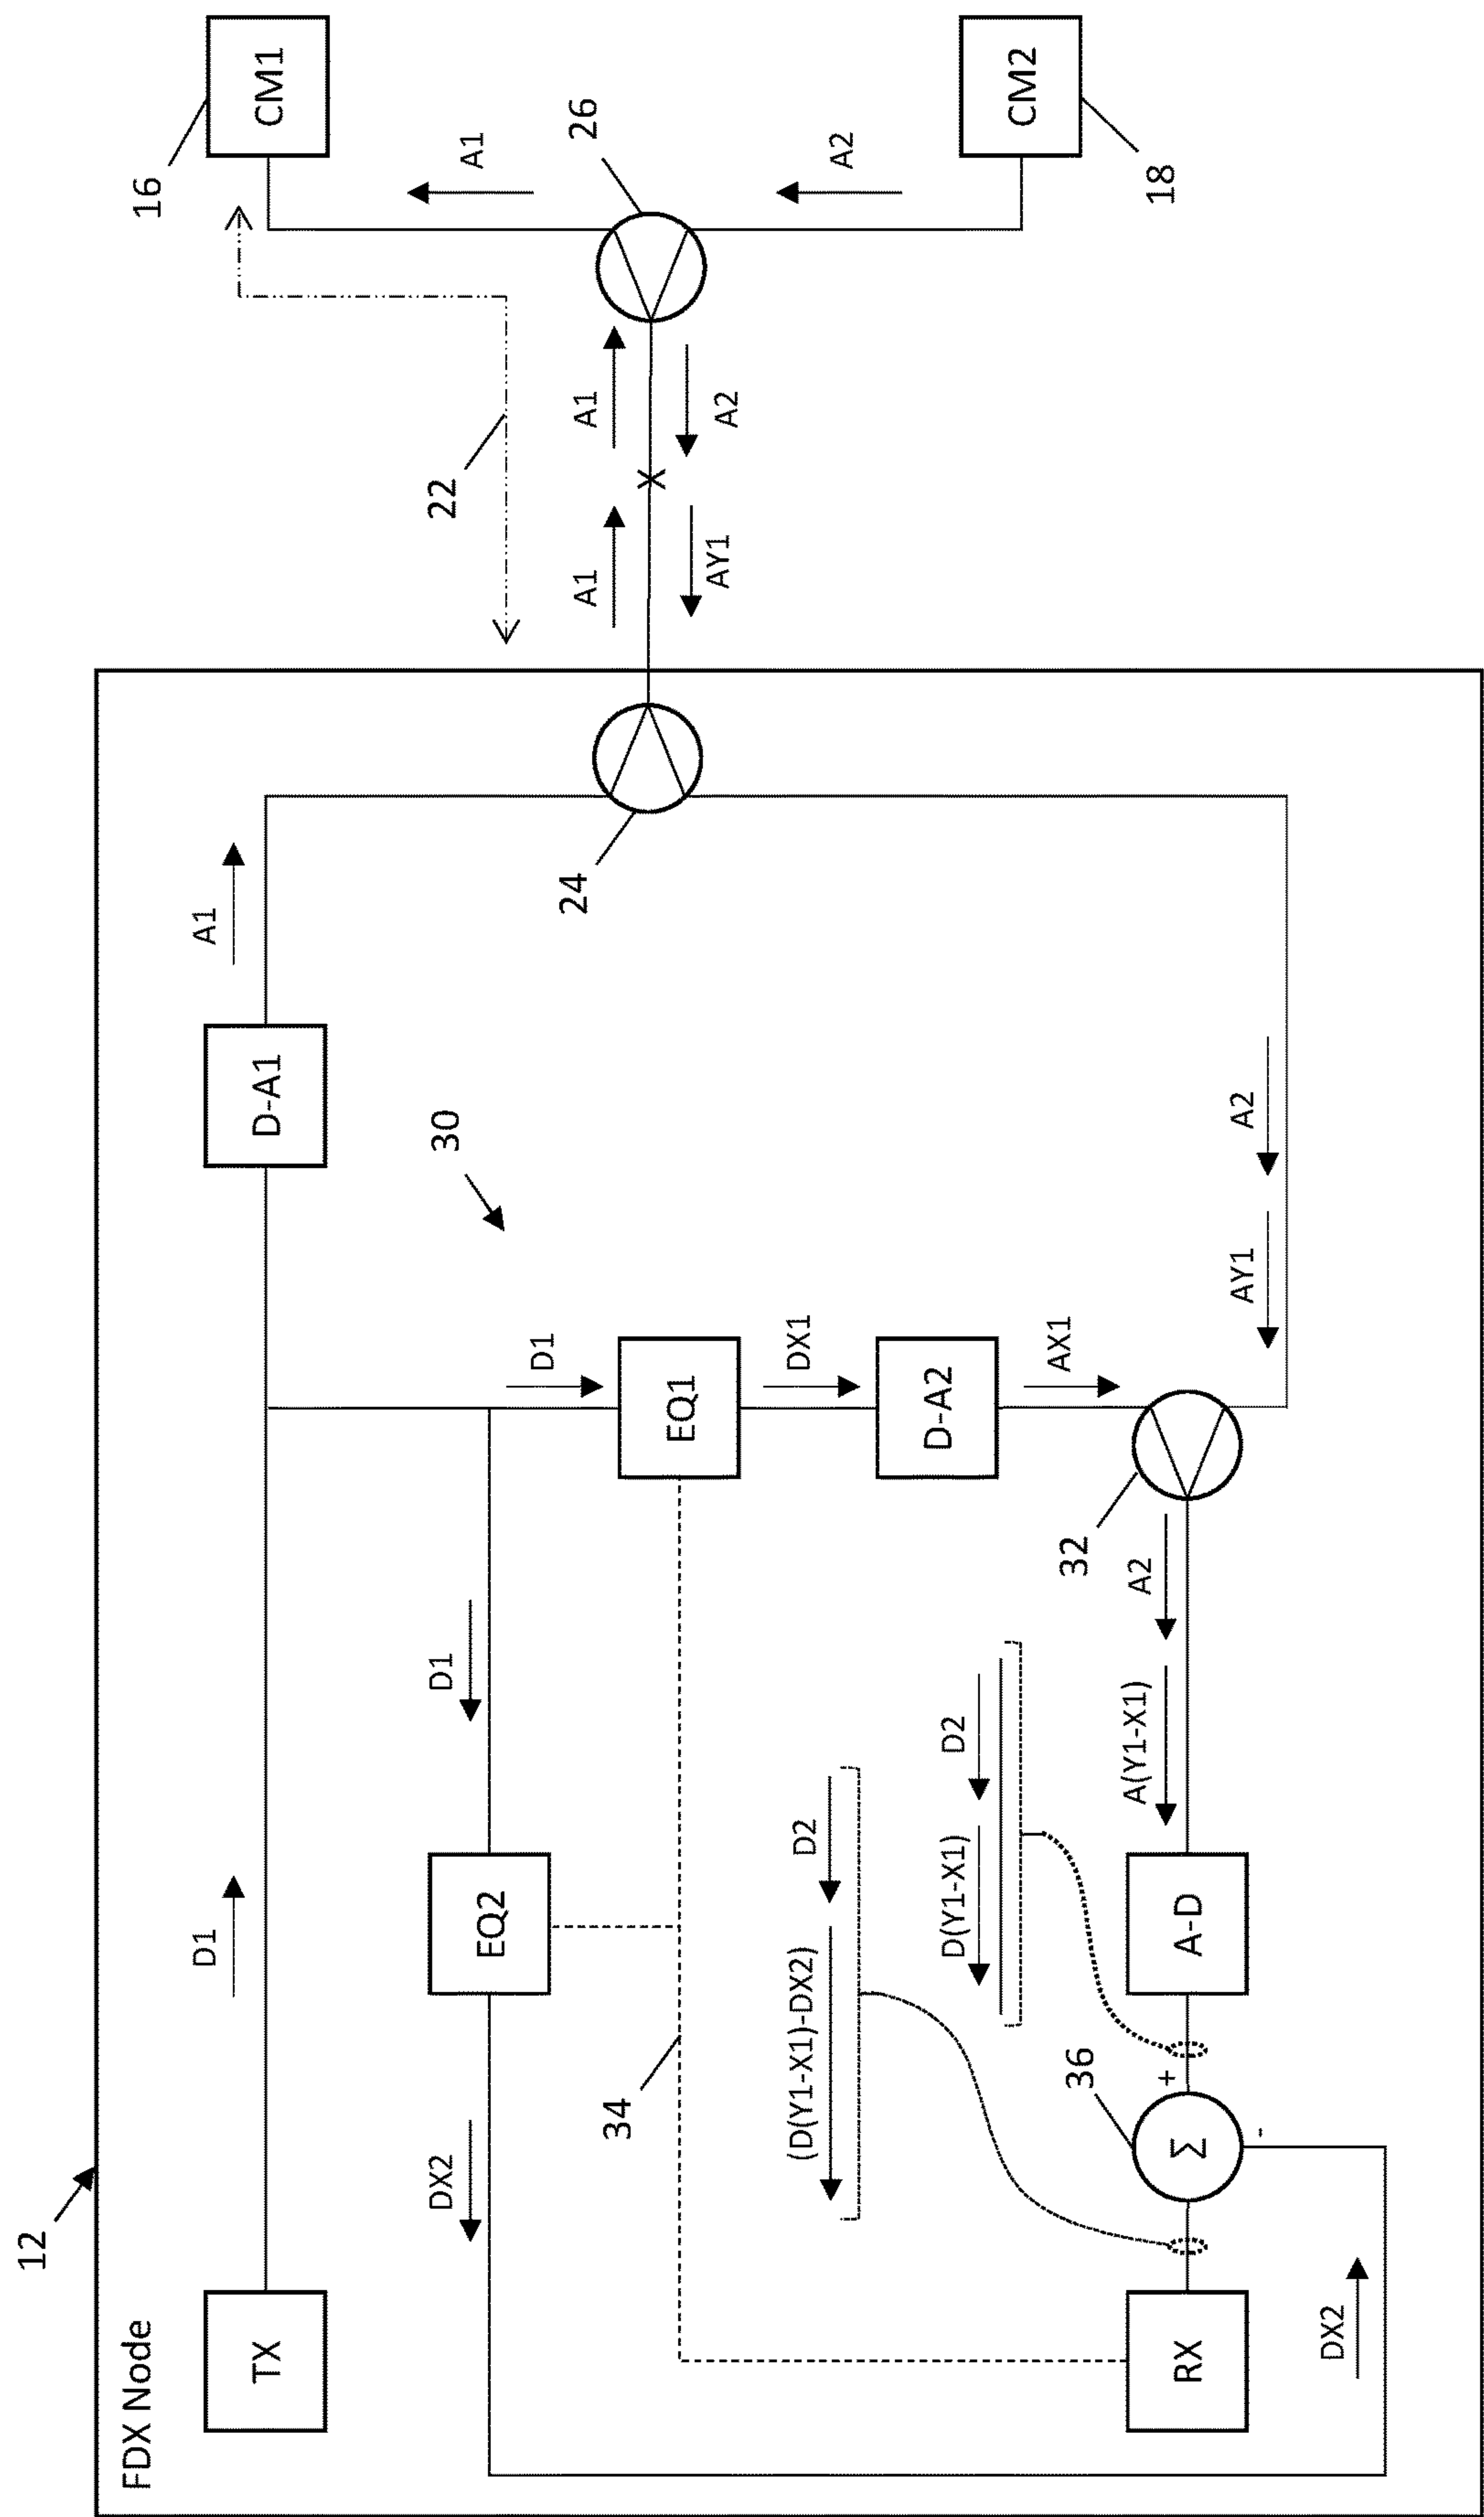 12
FDX Node
TX
D1
D-A1
A1
16
CM1
22
DX2
EQ2
D1
D1
30
EQ1
34
DX1
D-A2
AX1
24
A1
A1
AY1
X
A2
26
A1
A2
CM2
18
(D(Y1-X1)-DX2)
D2
D(Y1-X1)
D2
32
A2
A(Y1-X1)
AY1
A2
RX
36
Σ
+
-
A-D
DX2